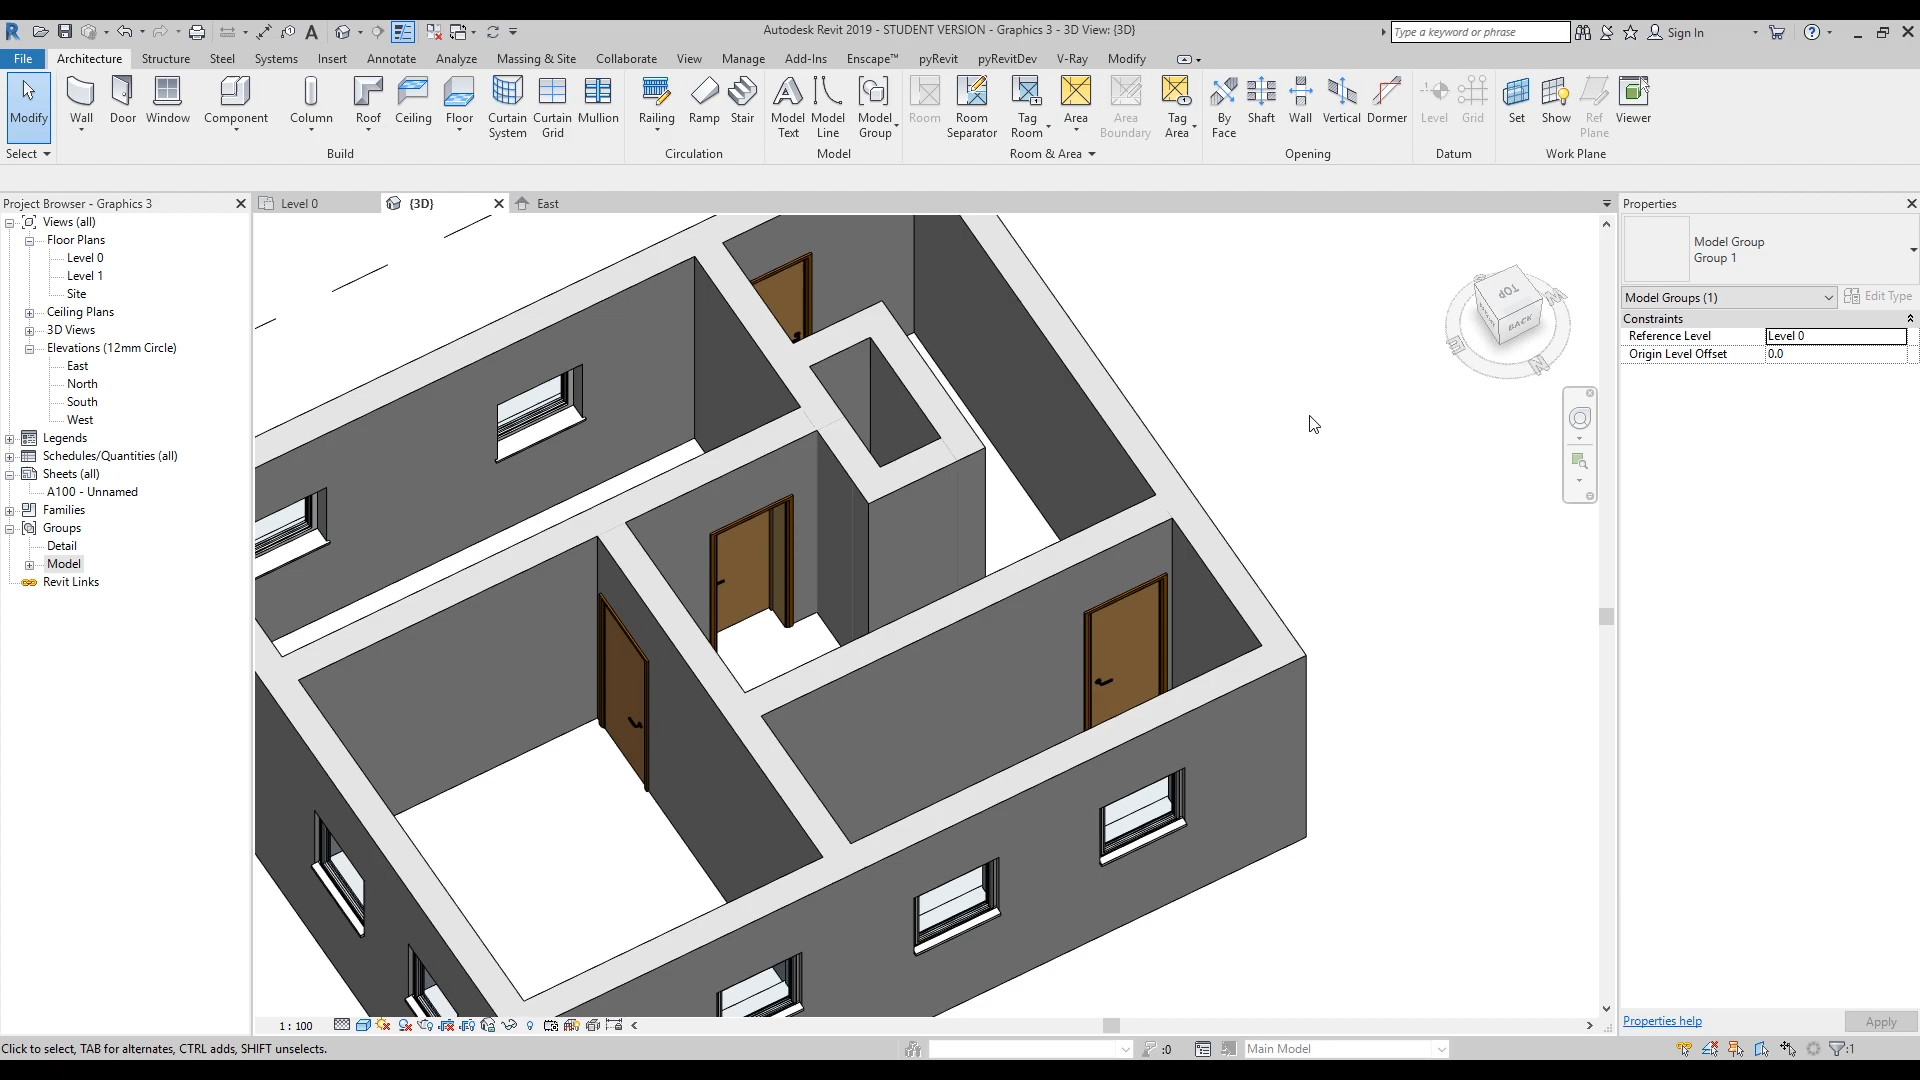 Autodesk Revit 2019 - STUDENT VERSION - Graphics 3 - 3D View: {3D}
Type a keyword or phrase
Sign In
File Architecture Structure Steel Systems Insert Annotate Analyze Massing & Site Collaborate View Manage Add-Ins Enscape™ pyRevit pyRevitDev V-Ray Modify
Modify Wall Door Window Component Column Roof Ceiling Floor Curtain System Curtain Grid Mullion Railing Ramp Stair Model Text Model Line Model Group Room Room Separator Tag Room Area Area Boundary Tag Area By Face Shaft Wall Vertical Dormer Level Grid Set Show Ref Plane Viewer
Select Build Circulation Model Room & Area Opening Datum Work Plane
Project Browser - Graphics 3
Level 0 {3D} East
Properties
Views (all)
Floor Plans
Level 0
Level 1
Site
Ceiling Plans
3D Views
Elevations (12mm Circle)
East
North
South
West
Legends
Schedules/Quantities (all)
Sheets (all)
A100 - Unnamed
Families
Groups
Detail
Model
Revit Links
TOP
BACK
N
E
Model Group
Group 1
Model Groups (1) Edit Type
Constraints
Reference Level Level 0
Origin Level Offset 0.0
Properties help Apply
1 : 100
Click to select, TAB for alternates, CTRL adds, SHIFT unselects.
:0
Main Model
:1